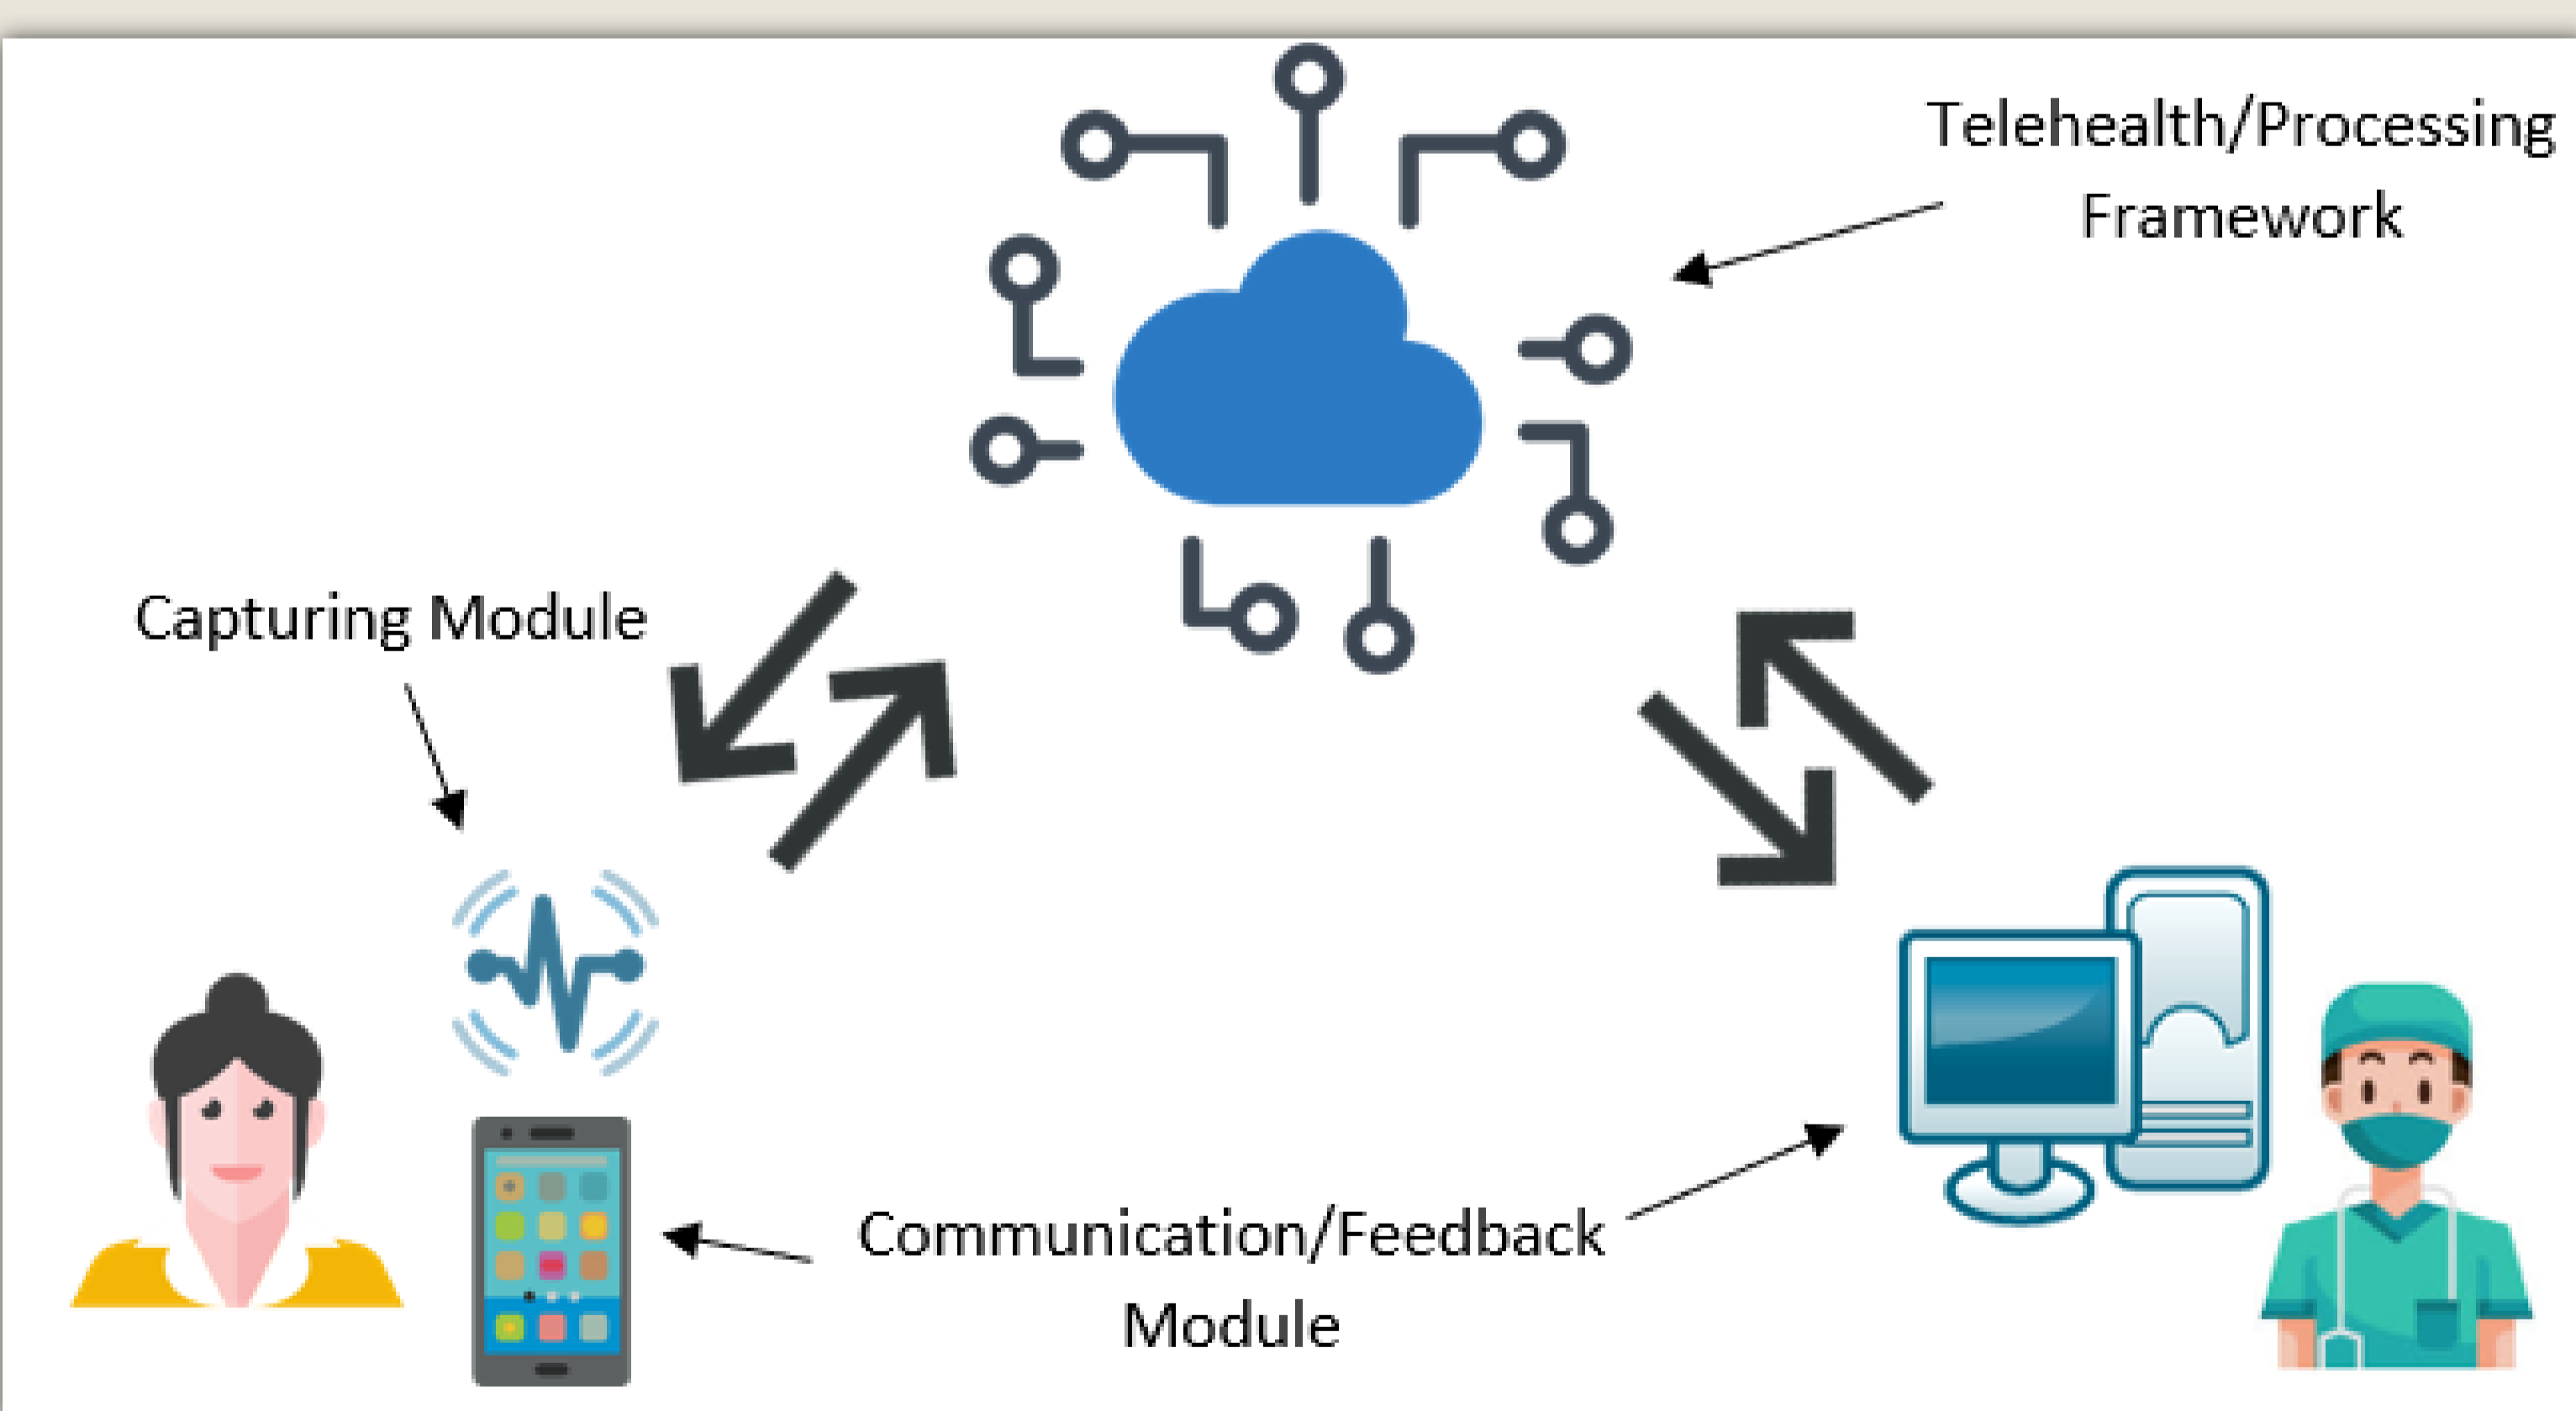 Telehealth/Processing
Framework
Capturing Module
Communication/Feedback
Module